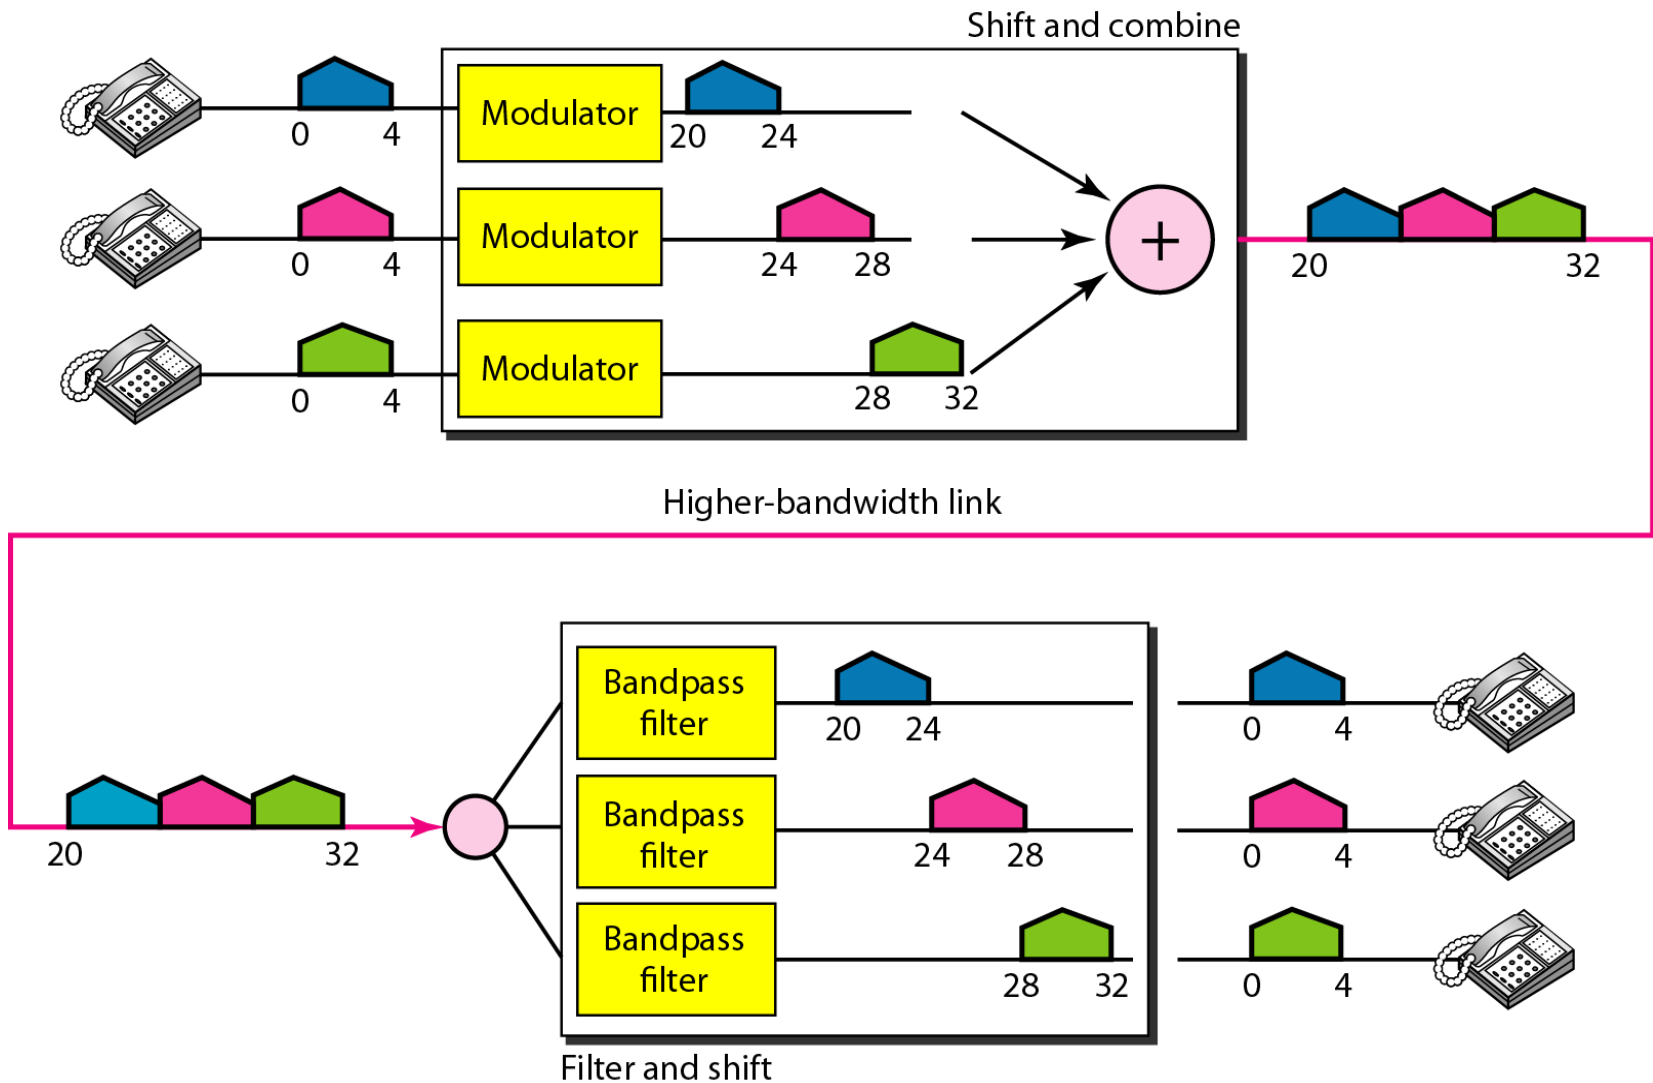 Shift and combine
0 4 Modulator 20 24
0 4 Modulator 24 28 + 20 32
0 4 Modulator 28 32
Higher-bandwidth link
Bandpass
filter
20 24 0 4
20 32
Bandpass
filter
24 28 0 4
Bandpass
filter
28 32 0 4
Filter and shift